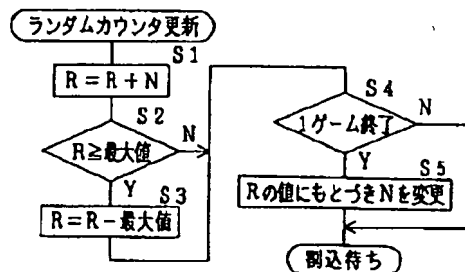 ランダムカウンタ更新
S1
R=R+N
S2
R≧最大値
N
Y
S3
R=R-最大値
S4
1ゲーム終了
N
Y
S5
Rの値にもとづきNを変更
割込待ち